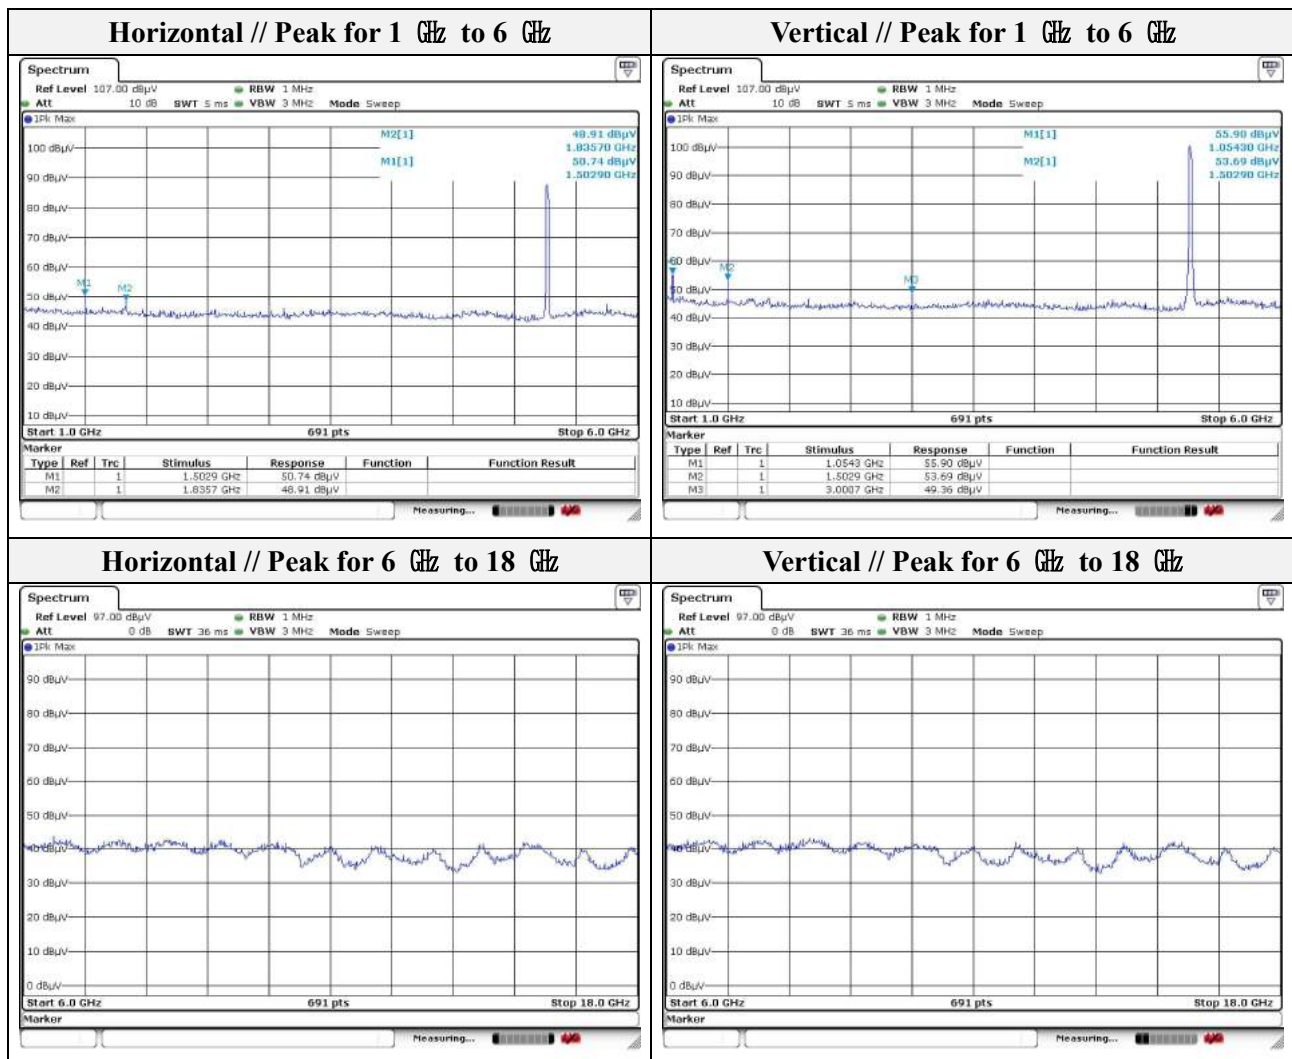 Horizontal // Peak for 1 ㎓ to 6 ㎓
Spectrum
Ref Level 107.00 dBµV RBW 1 MHz
Att 10 dB SWT 5 ms VBW 3 MHz Mode Sweep
1Pk Max
M2[1] 48.91 dBµV
1.83570 GHz
M1[1] 50.74 dBµV
1.50290 GHz
100 dBµV
90 dBµV
80 dBµV
70 dBµV
60 dBµV
M1
M2
50 dBµV
40 dBµV
30 dBµV
20 dBµV
10 dBµV
Start 1.0 GHz 691 pts Stop 6.0 GHz
Marker
Type Ref Trc Stimulus Response Function Function Result
M1 1 1.5029 GHz 50.74 dBµV
M2 1 1.8357 GHz 48.91 dBµV
Measuring...
Vertical // Peak for 1 ㎓ to 6 ㎓
Spectrum
Ref Level 107.00 dBµV RBW 1 MHz
Att 10 dB SWT 5 ms VBW 3 MHz Mode Sweep
1Pk Max
M1[1] 55.90 dBµV
1.05430 GHz
M2[1] 53.69 dBµV
1.50290 GHz
100 dBµV
90 dBµV
80 dBµV
70 dBµV
60 dBµV
M2
M3
50 dBµV
40 dBµV
30 dBµV
20 dBµV
10 dBµV
Start 1.0 GHz 691 pts Stop 6.0 GHz
Marker
Type Ref Trc Stimulus Response Function Function Result
M1 1 1.0543 GHz 55.90 dBµV
M2 1 1.5029 GHz 53.69 dBµV
M3 1 3.0007 GHz 49.36 dBµV
Measuring...
Horizontal // Peak for 6 ㎓ to 18 ㎓
Spectrum
Ref Level 97.00 dBµV RBW 1 MHz
Att 0 dB SWT 36 ms VBW 3 MHz Mode Sweep
1Pk Max
90 dBµV
80 dBµV
70 dBµV
60 dBµV
50 dBµV
40 dBµV
30 dBµV
20 dBµV
10 dBµV
0 dBµV
Start 6.0 GHz 691 pts Stop 18.0 GHz
Marker
Measuring...
Vertical // Peak for 6 ㎓ to 18 ㎓
Spectrum
Ref Level 97.00 dBµV RBW 1 MHz
Att 0 dB SWT 36 ms VBW 3 MHz Mode Sweep
1Pk Max
90 dBµV
80 dBµV
70 dBµV
60 dBµV
50 dBµV
40 dBµV
30 dBµV
20 dBµV
10 dBµV
0 dBµV
Start 6.0 GHz 691 pts Stop 18.0 GHz
Marker
Measuring...